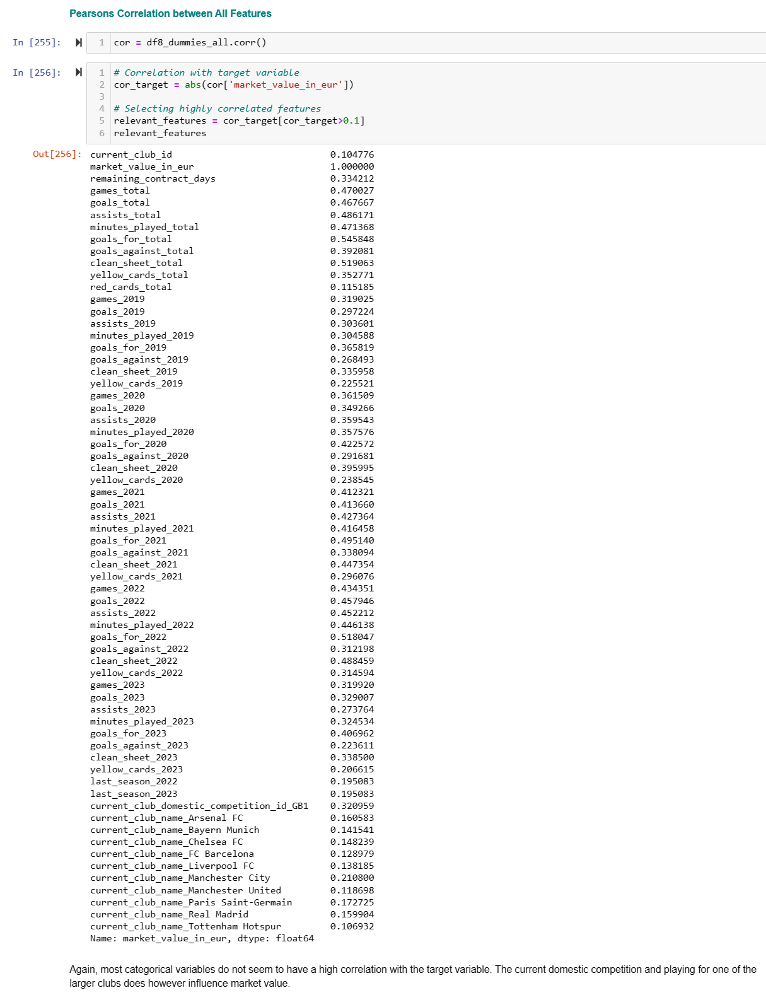 Pearsons Correlation between All Features
In [255]: 1 cor = df8_dummies_all.corr()
In [256]: 1 # Correlation with target variable
2 cor_target = abs(cor['market_value_in_eur'])
3
4 # Selecting highly correlated features
5 relevant_features = cor_target[cor_target>0.1]
6 relevant_features
Out[256]: current_club_id 0.104776
market_value_in_eur 1.000000
remaining_contract_days 0.334212
games_total 0.470027
goals_total 0.467667
assists_total 0.486171
minutes_played_total 0.471368
goals_for_total 0.545848
goals_against_total 0.392081
clean_sheet_total 0.519063
yellow_cards_total 0.352771
red_cards_total 0.115185
games_2019 0.319025
goals_2019 0.297224
assists_2019 0.303601
minutes_played_2019 0.304588
goals_for_2019 0.365819
goals_against_2019 0.268493
clean_sheet_2019 0.335958
yellow_cards_2019 0.225521
games_2020 0.361509
goals_2020 0.349266
assists_2020 0.359543
minutes_played_2020 0.357576
goals_for_2020 0.422572
goals_against_2020 0.291681
clean_sheet_2020 0.395995
yellow_cards_2020 0.238545
games_2021 0.412321
goals_2021 0.413660
assists_2021 0.427364
minutes_played_2021 0.416458
goals_for_2021 0.495140
goals_against_2021 0.338094
clean_sheet_2021 0.447354
yellow_cards_2021 0.296076
games_2022 0.434351
goals_2022 0.457946
assists_2022 0.452212
minutes_played_2022 0.446138
goals_for_2022 0.518047
goals_against_2022 0.312198
clean_sheet_2022 0.488459
yellow_cards_2022 0.314594
games_2023 0.319920
goals_2023 0.329007
assists_2023 0.273764
minutes_played_2023 0.324534
goals_for_2023 0.406962
goals_against_2023 0.223611
clean_sheet_2023 0.338500
yellow_cards_2023 0.206615
last_season_2022 0.195083
last_season_2023 0.195083
current_club_domestic_competition_id_GB1 0.320959
current_club_name_Arsenal FC 0.160583
current_club_name_Bayern Munich 0.141541
current_club_name_Chelsea FC 0.148239
current_club_name_FC Barcelona 0.128979
current_club_name_Liverpool FC 0.138185
current_club_name_Manchester City 0.210800
current_club_name_Manchester United 0.118698
current_club_name_Paris Saint-Germain 0.172725
current_club_name_Real Madrid 0.159904
current_club_name_Tottenham Hotspur 0.106932
Name: market_value_in_eur, dtype: float64
Again, most categorical variables do not seem to have a high correlation with the target variable. The current domestic competition and playing for one of the
larger clubs does however influence market value.